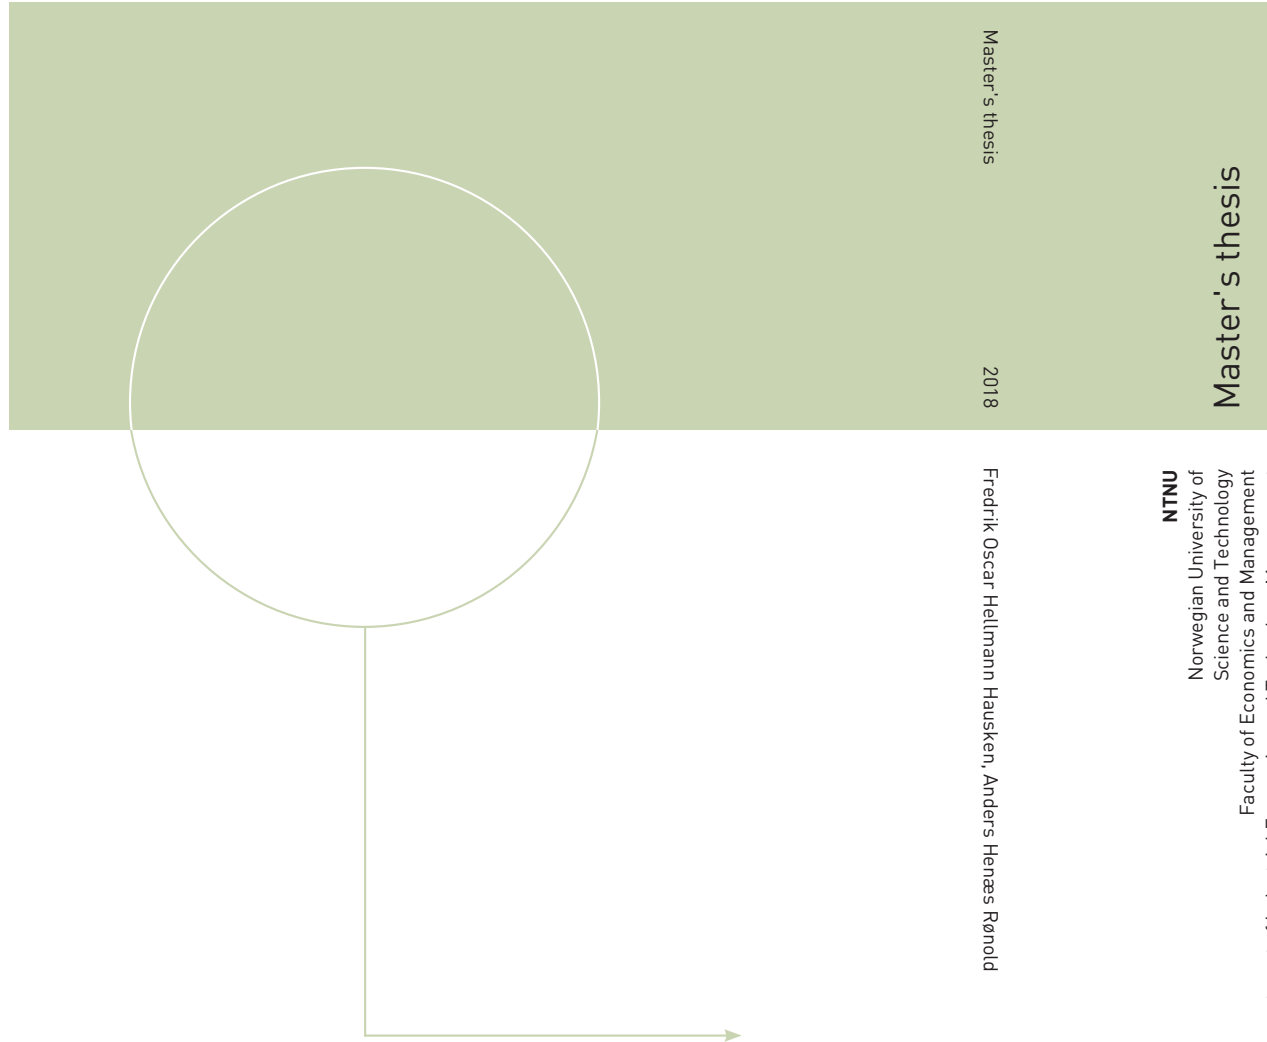 Master's thesis
2018
Fredrik Oscar Hellmann Hausken, Anders Henæs Rønold
Master's thesis
NTNU
Norwegian University of
Science and Technology
Faculty of Economics and Management